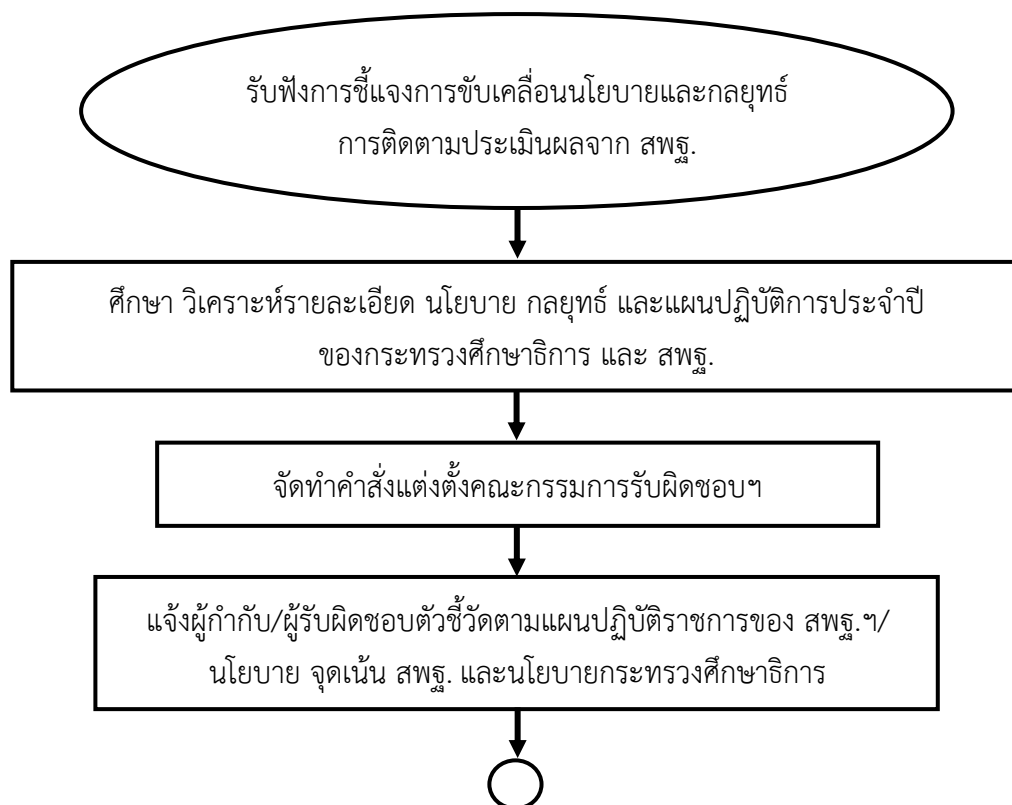 รับฟังการชี้แจงการขับเคลื่อนนโยบายและกลยุทธ์
การติดตามประเมินผลจาก สพฐ.
ศึกษา วิเคราะห์รายละเอียด นโยบาย กลยุทธ์ และแผนปฏิบัติการประจำปี
ของกระทรวงศึกษาธิการ และ สพฐ.
จัดทำคำสั่งแต่งตั้งคณะกรรมการรับผิดชอบฯ
แจ้งผู้กำกับ/ผู้รับผิดชอบตัวชี้วัดตามแผนปฏิบัติราชการของ สพฐ.ฯ/
นโยบาย จุดเน้น สพฐ. และนโยบายกระทรวงศึกษาธิการ